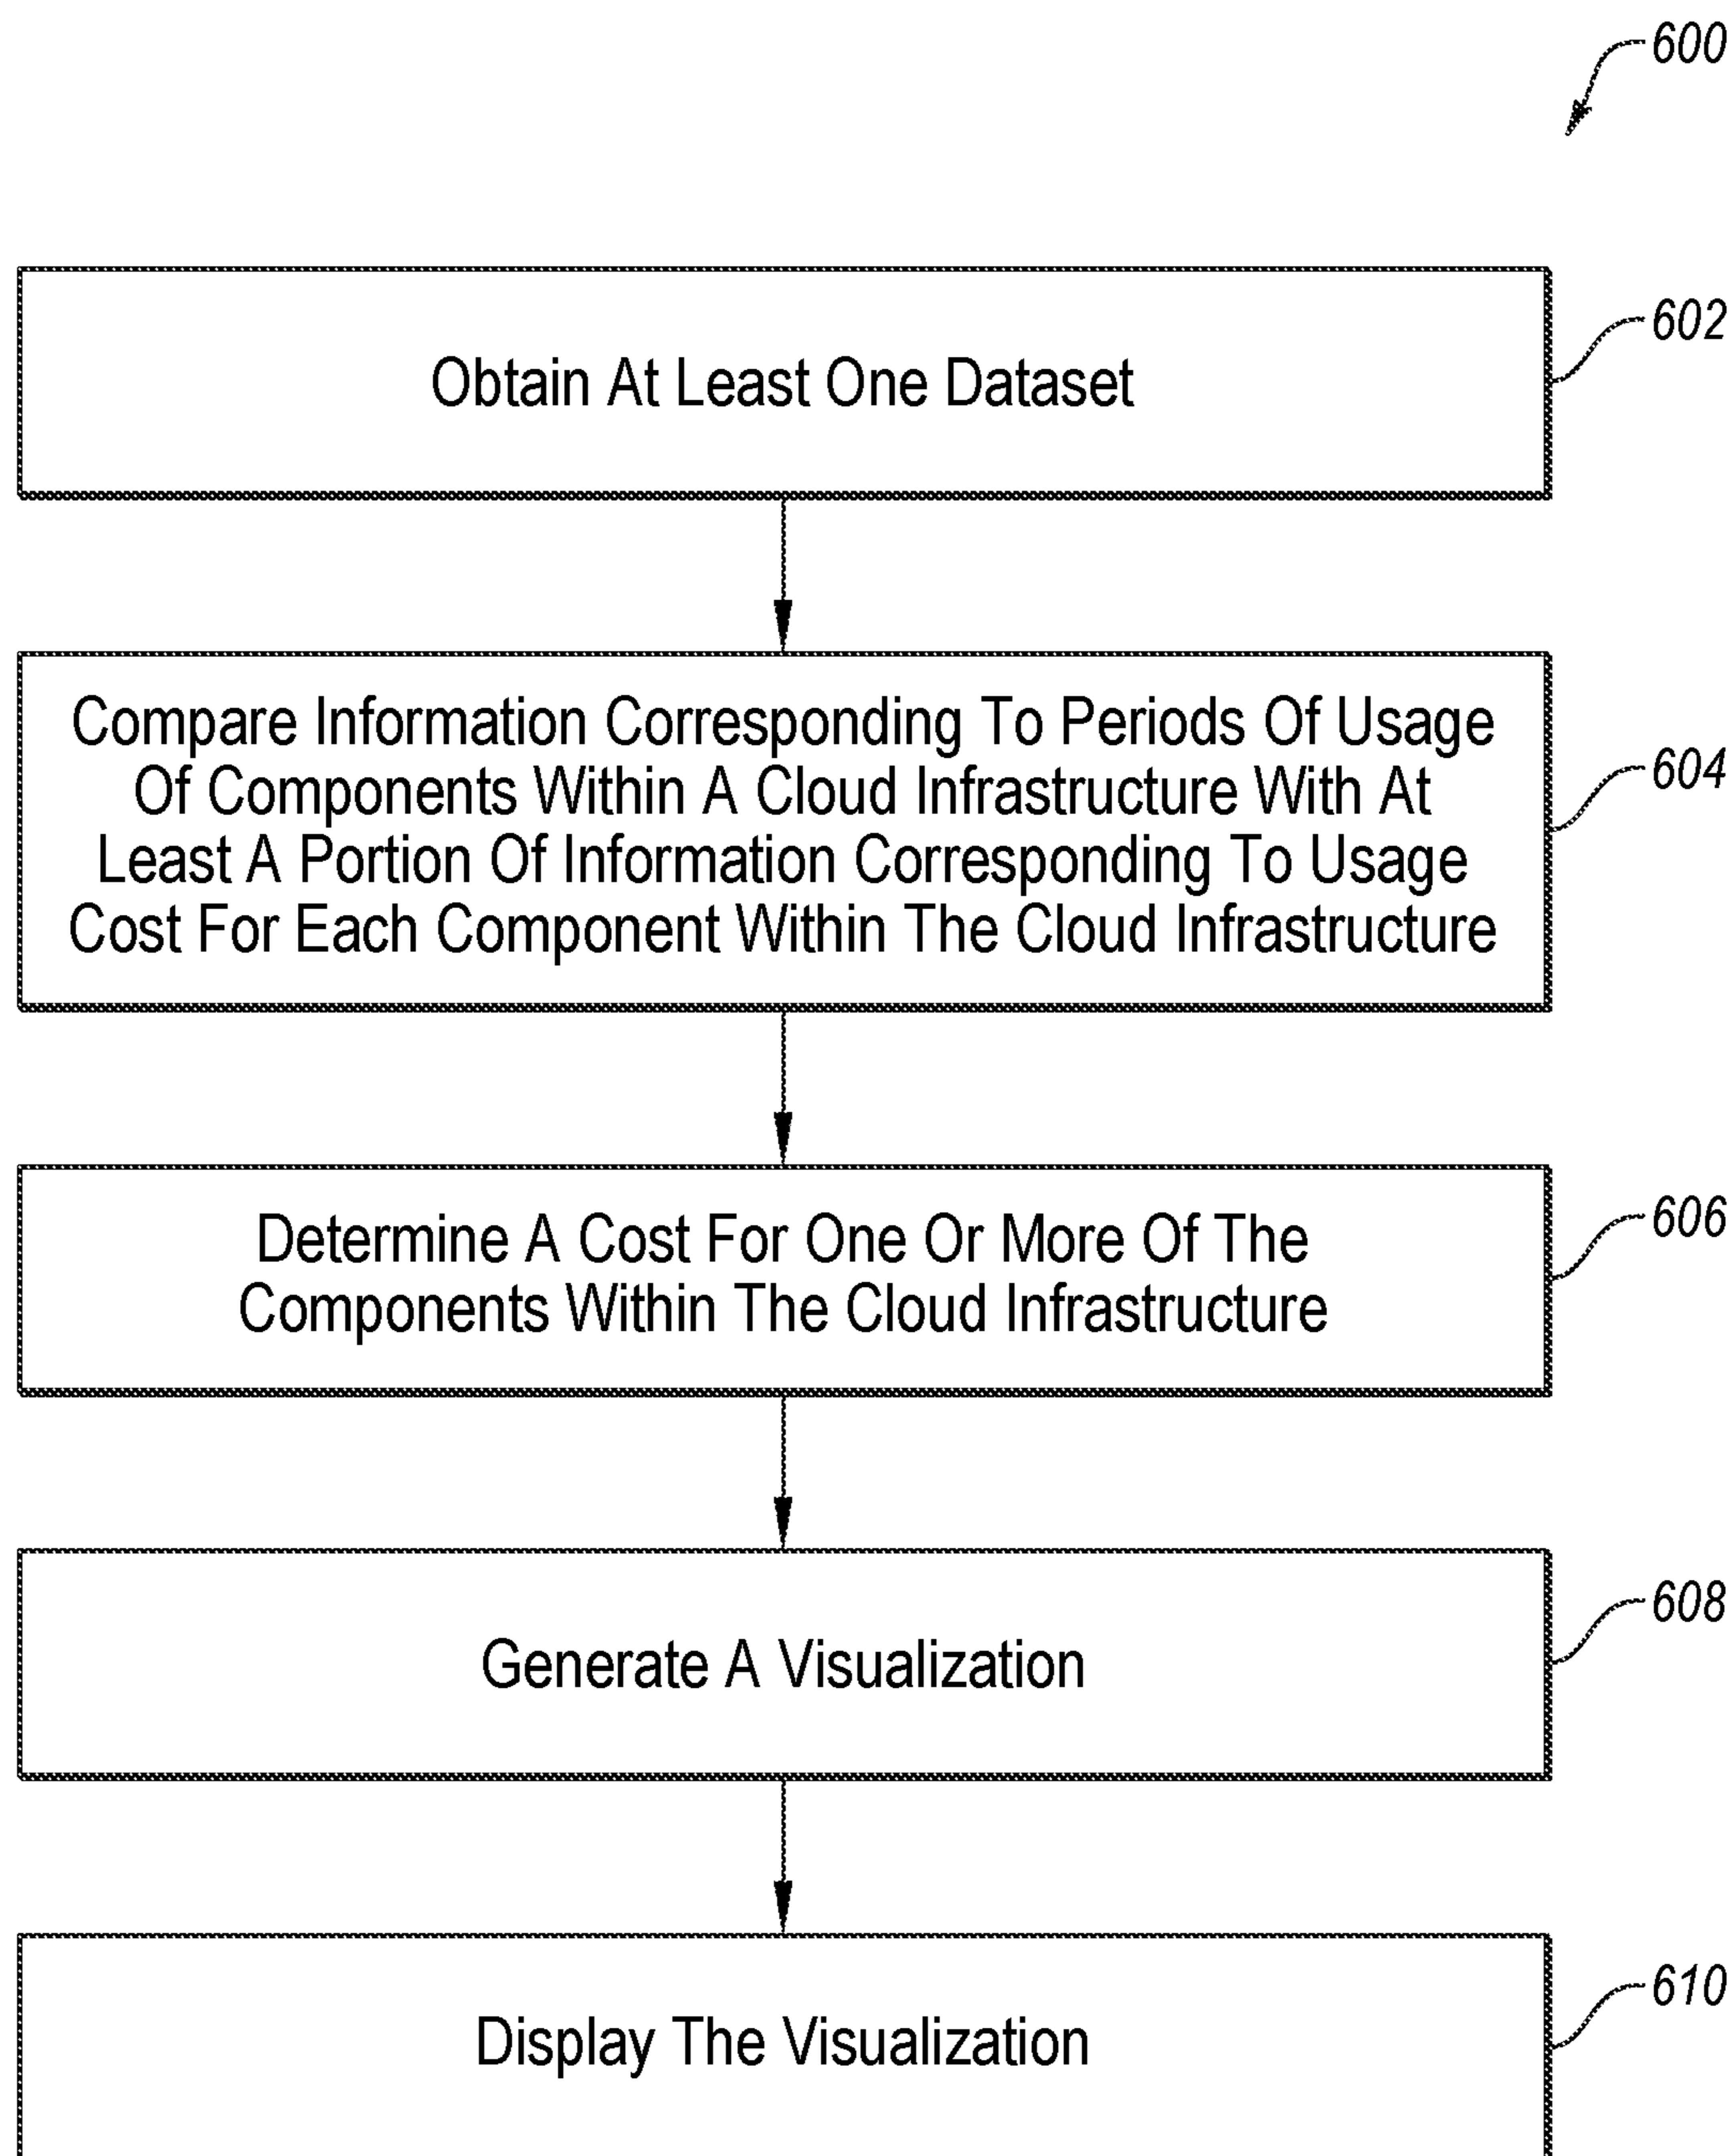 600
Obtain At Least One Dataset
602
Compare Information Corresponding To Periods Of Usage
Of Components Within A Cloud Infrastructure With At
Least A Portion Of Information Corresponding To Usage
Cost For Each Component Within The Cloud Infrastructure
604
Determine A Cost For One Or More Of The
Components Within The Cloud Infrastructure
606
Generate A Visualization
608
Display The Visualization
610